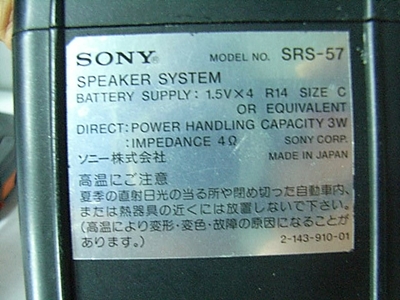 SONY® MODEL NO. SRS-57
SPEAKER SYSTEM
BATTERY SUPPLY: 1.5V×4 R14 SIZE C
OR EQUIVALENT
DIRECT: POWER HANDLING CAPACITY 3W
:IMPEDANCE 4Ω SONY CORP.
ソニー株式会社 MADE IN JAPAN
高温にご注意
夏季の直射日光の当る所や閉め切った自動車内、
または熱器具の近くには放置しないで下さい。
(高温により変形・変色・故障の原因になることが
あります。) 2-143-910-01